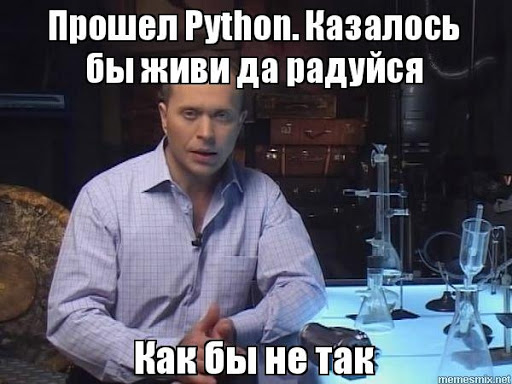 Прошел Python. Казалось
бы живи да радуйся
Как бы не так
memesmix.net